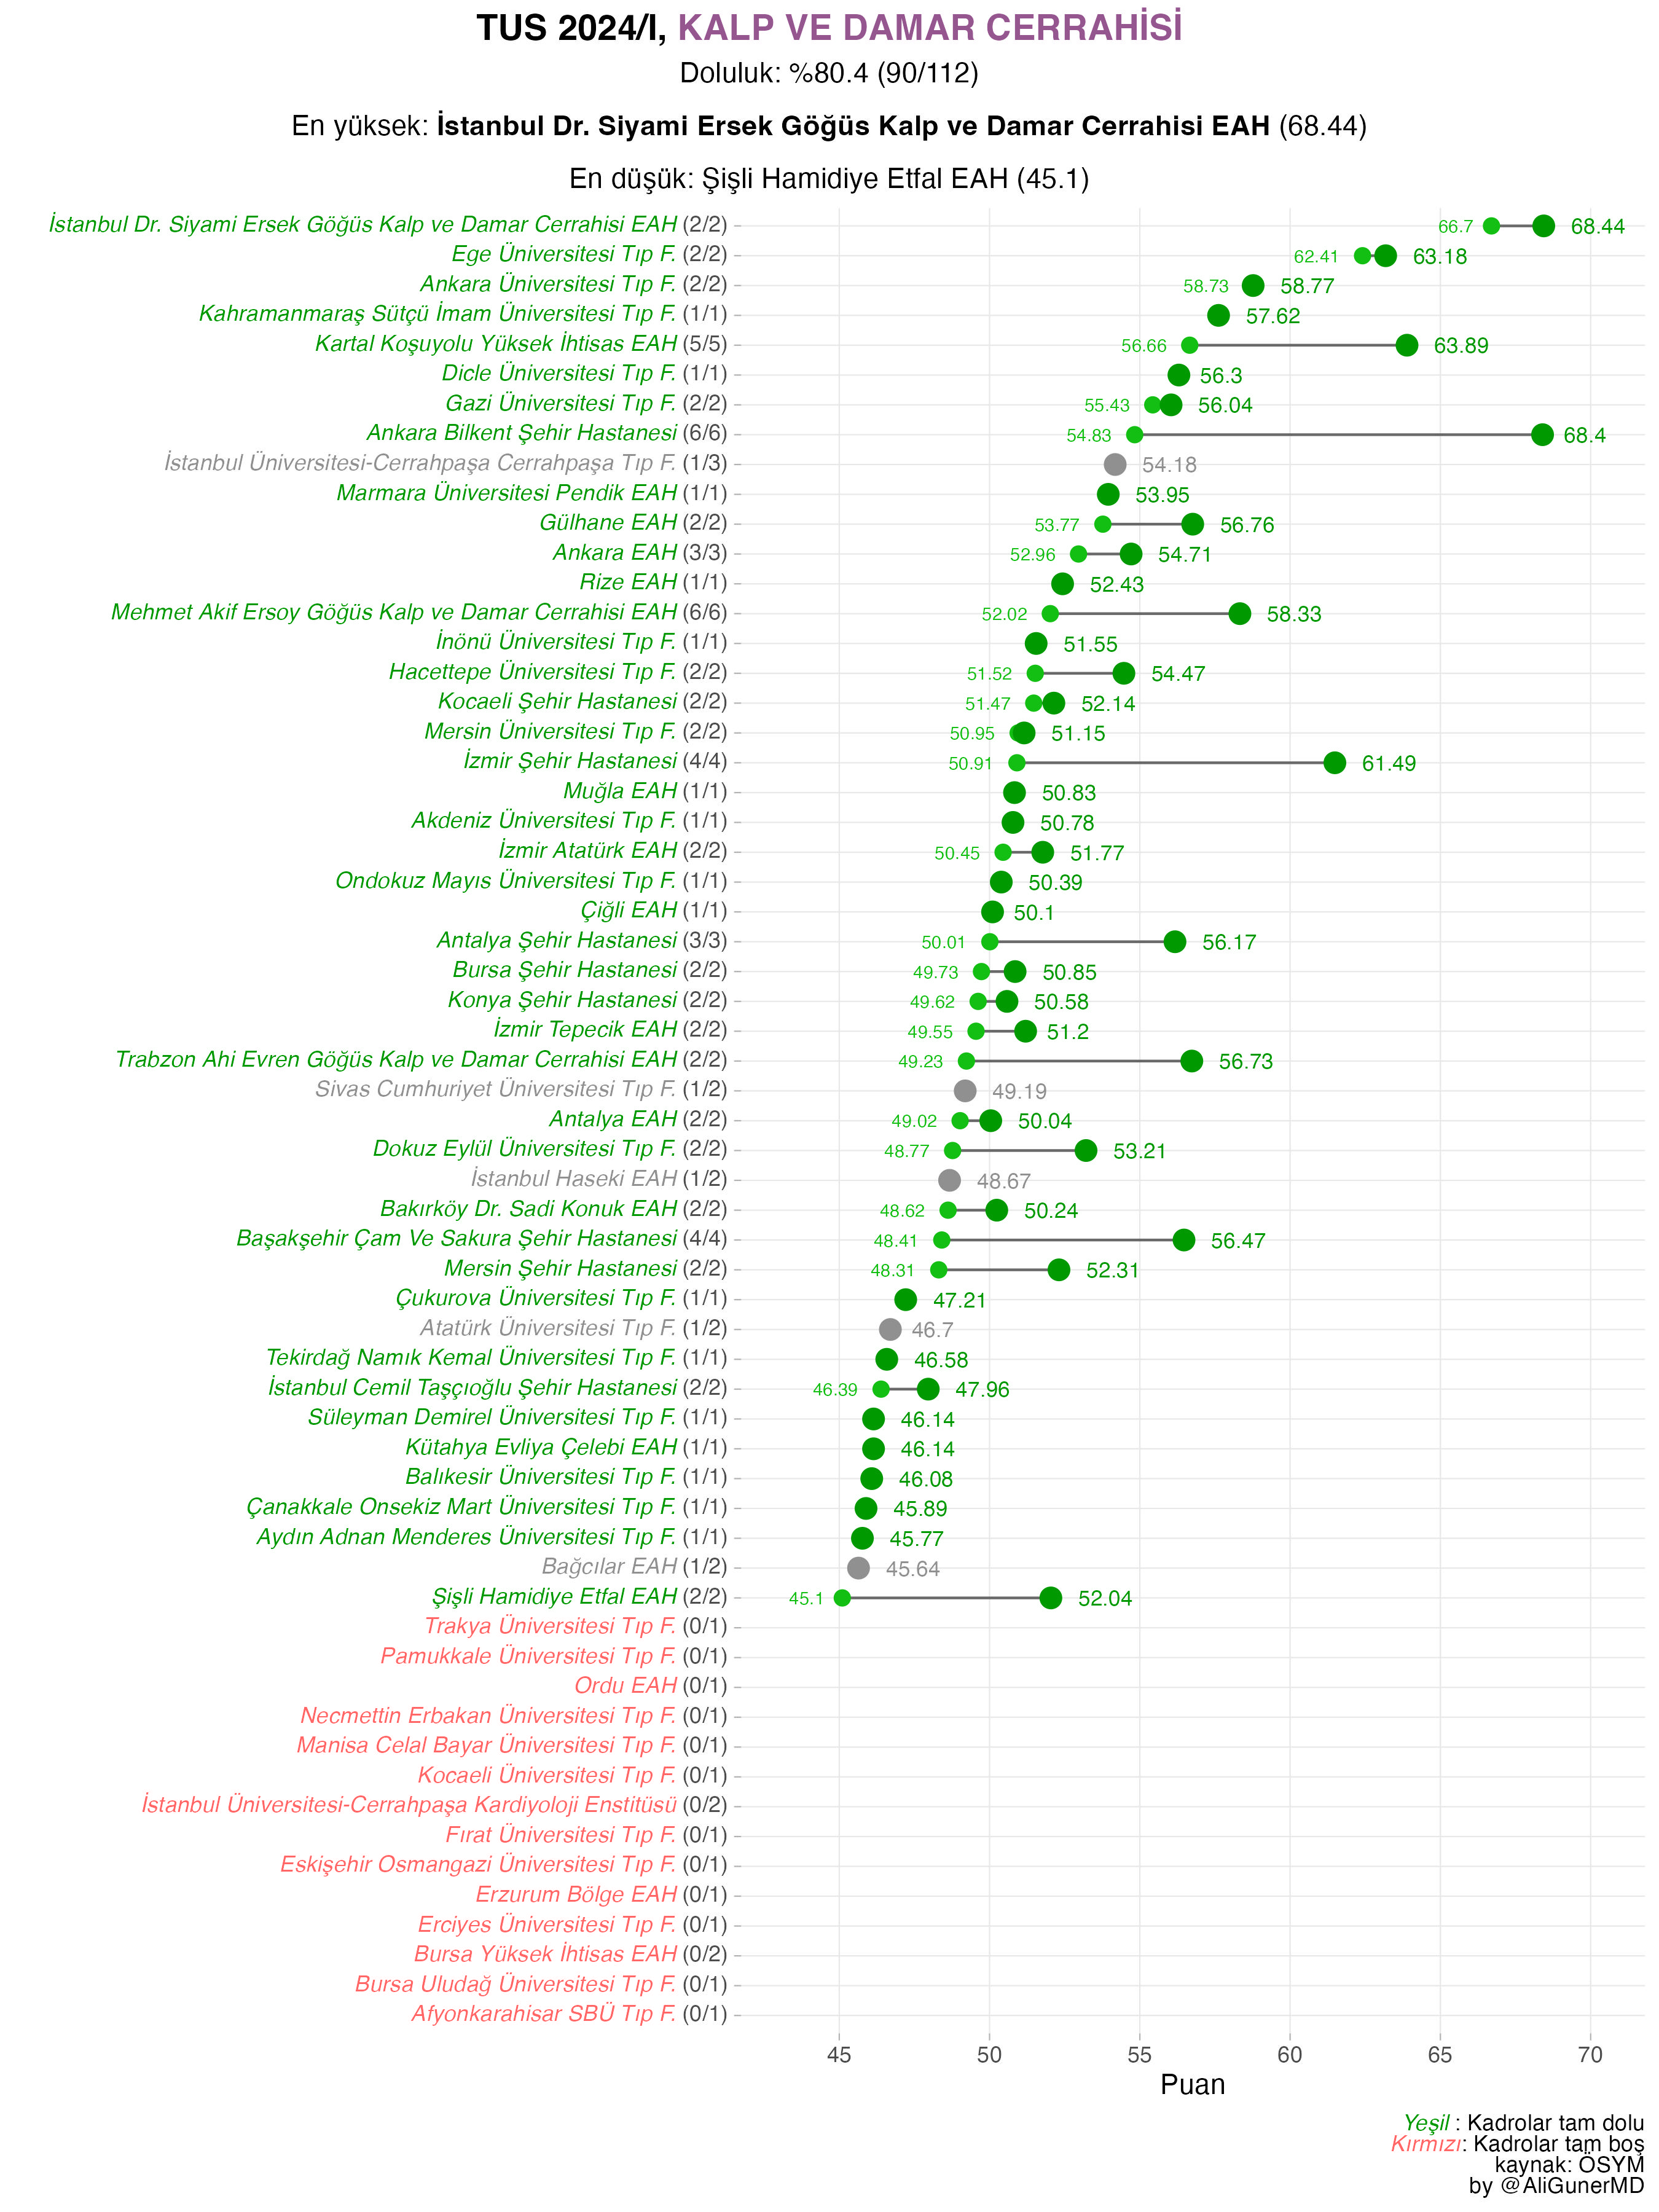 TUS 2024/I, KALP VE DAMAR CERRAHİSİ
Doluluk: %80.4 (90/112)
En yüksek: İstanbul Dr. Siyami Ersek Göğüs Kalp ve Damar Cerrahisi EAH (68.44)
En düşük: Şişli Hamidiye Etfal EAH (45.1)
İstanbul Dr. Siyami Ersek Göğüs Kalp ve Damar Cerrahisi EAH (2/2) 66.7 68.44
Ege Üniversitesi Tıp F. (2/2) 62.41 63.18
Ankara Üniversitesi Tıp F. (2/2) 58.73 58.77
Kahramanmaraş Sütçü İmam Üniversitesi Tıp F. (1/1) 57.62
Kartal Koşuyolu Yüksek İhtisas EAH (5/5) 56.66 63.89
Dicle Üniversitesi Tıp F. (1/1) 56.3
Gazi Üniversitesi Tıp F. (2/2) 55.43 56.04
Ankara Bilkent Şehir Hastanesi (6/6) 54.83 68.4
İstanbul Üniversitesi-Cerrahpaşa Cerrahpaşa Tıp F. (1/3) 54.18
Marmara Üniversitesi Pendik EAH (1/1) 53.95
Gülhane EAH (2/2) 53.77 56.76
Ankara EAH (3/3) 52.96 54.71
Rize EAH (1/1) 52.43
Mehmet Akif Ersoy Göğüs Kalp ve Damar Cerrahisi EAH (6/6) 52.02 58.33
İnönü Üniversitesi Tıp F. (1/1) 51.55
Hacettepe Üniversitesi Tıp F. (2/2) 51.52 54.47
Kocaeli Şehir Hastanesi (2/2) 51.47 52.14
Mersin Üniversitesi Tıp F. (2/2) 50.95 51.15
İzmir Şehir Hastanesi (4/4) 50.91 61.49
Muğla EAH (1/1) 50.83
Akdeniz Üniversitesi Tıp F. (1/1) 50.78
İzmir Atatürk EAH (2/2) 50.45 51.77
Ondokuz Mayıs Üniversitesi Tıp F. (1/1) 50.39
Çiğli EAH (1/1) 50.1
Antalya Şehir Hastanesi (3/3) 50.01 56.17
Bursa Şehir Hastanesi (2/2) 49.73 50.85
Konya Şehir Hastanesi (2/2) 49.62 50.58
İzmir Tepecik EAH (2/2) 49.55 51.2
Trabzon Ahi Evren Göğüs Kalp ve Damar Cerrahisi EAH (2/2) 49.23 56.73
Sivas Cumhuriyet Üniversitesi Tıp F. (1/2) 49.19
Antalya EAH (2/2) 49.02 50.04
Dokuz Eylül Üniversitesi Tıp F. (2/2) 48.77 53.21
İstanbul Haseki EAH (1/2) 48.67
Bakırköy Dr. Sadi Konuk EAH (2/2) 48.62 50.24
Başakşehir Çam Ve Sakura Şehir Hastanesi (4/4) 48.41 56.47
Mersin Şehir Hastanesi (2/2) 48.31 52.31
Çukurova Üniversitesi Tıp F. (1/1) 47.21
Atatürk Üniversitesi Tıp F. (1/2) 46.7
Tekirdağ Namık Kemal Üniversitesi Tıp F. (1/1) 46.58
İstanbul Cemil Taşçıoğlu Şehir Hastanesi (2/2) 46.39 47.96
Süleyman Demirel Üniversitesi Tıp F. (1/1) 46.14
Kütahya Evliya Çelebi EAH (1/1) 46.14
Balıkesir Üniversitesi Tıp F. (1/1) 46.08
Çanakkale Onsekiz Mart Üniversitesi Tıp F. (1/1) 45.89
Aydın Adnan Menderes Üniversitesi Tıp F. (1/1) 45.77
Bağcılar EAH (1/2) 45.64
Şişli Hamidiye Etfal EAH (2/2) 45.1 52.04
Trakya Üniversitesi Tıp F. (0/1)
Pamukkale Üniversitesi Tıp F. (0/1)
Ordu EAH (0/1)
Necmettin Erbakan Üniversitesi Tıp F. (0/1)
Manisa Celal Bayar Üniversitesi Tıp F. (0/1)
Kocaeli Üniversitesi Tıp F. (0/1)
İstanbul Üniversitesi-Cerrahpaşa Kardiyoloji Enstitüsü (0/2)
Fırat Üniversitesi Tıp F. (0/1)
Eskişehir Osmangazi Üniversitesi Tıp F. (0/1)
Erzurum Bölge EAH (0/1)
Erciyes Üniversitesi Tıp F. (0/1)
Bursa Yüksek İhtisas EAH (0/2)
Bursa Uludağ Üniversitesi Tıp F. (0/1)
Afyonkarahisar SBÜ Tıp F. (0/1)
45 50 55 60 65 70
Puan
Yeşil : Kadrolar tam dolu
Kırmızı: Kadrolar tam boş
kaynak: ÖSYM
by @AliGunerMD